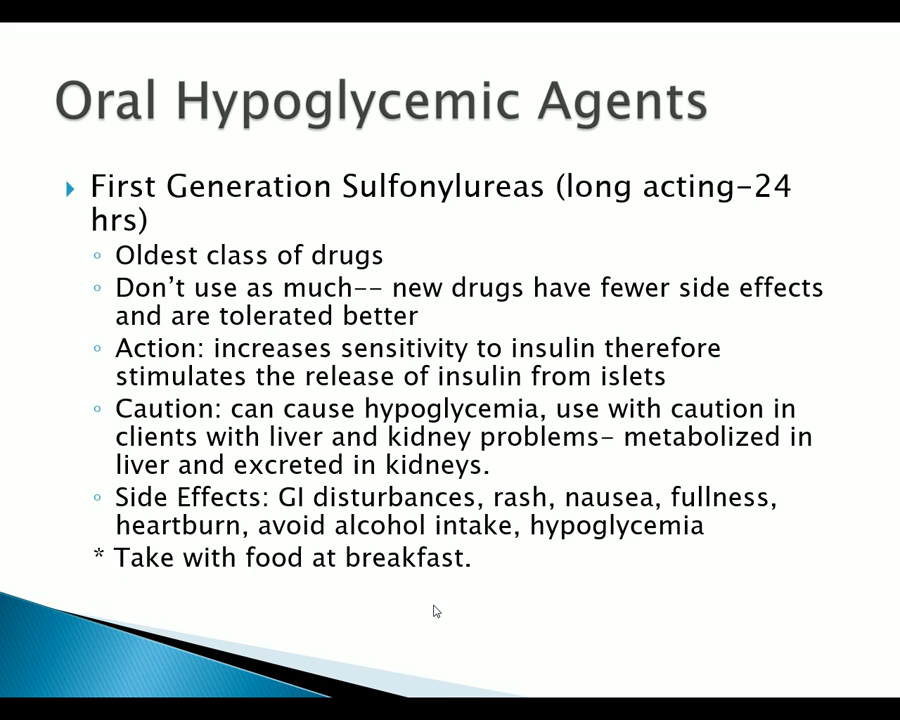 Oral Hypoglycemic Agents
First Generation Sulfonylureas (long acting-24
hrs)
Oldest class of drugs
Don't use as much-- new drugs have fewer side effects
and are tolerated better
Action: increases sensitivity to insulin therefore
stimulates the release of insulin from islets
Caution: can cause hypoglycemia, use with caution in
clients with liver and kidney problems- metabolized in
liver and excreted in kidneys.
Side Effects: GI disturbances, rash, nausea, fullness,
heartburn, avoid alcohol intake, hypoglycemia
* Take with food at breakfast.